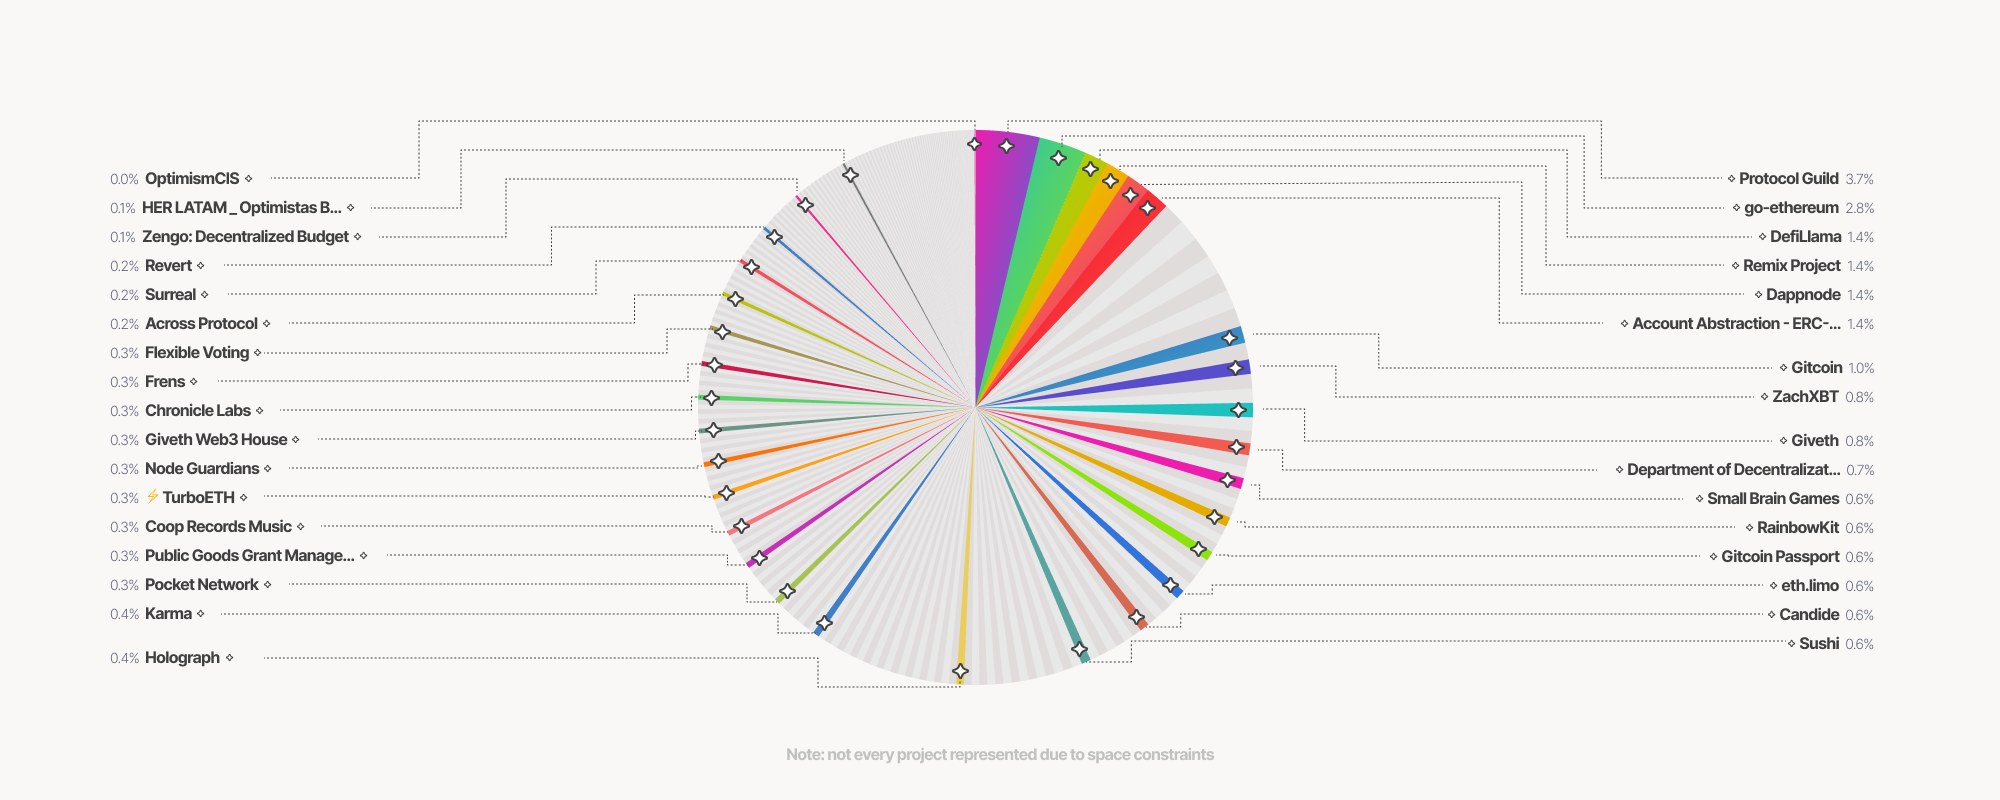 0.0% OptimismCIS
0.1% HER LATAM _ Optimistas B...
0.1% Zengo: Decentralized Budget
0.2% Revert
0.2% Surreal
0.2% Across Protocol
0.3% Flexible Voting
0.3% Frens
0.3% Chronicle Labs
0.3% Giveth Web3 House
0.3% Node Guardians
0.3% ⚡ TurboETH
0.3% Coop Records Music
0.3% Public Goods Grant Manage...
0.3% Pocket Network
0.4% Karma
0.4% Holograph
Protocol Guild 3.7%
go-ethereum 2.8%
DefiLlama 1.4%
Remix Project 1.4%
Dappnode 1.4%
Account Abstraction - ERC-... 1.4%
Gitcoin 1.0%
ZachXBT 0.8%
Giveth 0.8%
Department of Decentralizat... 0.7%
Small Brain Games 0.6%
RainbowKit 0.6%
Gitcoin Passport 0.6%
eth.limo 0.6%
Candide 0.6%
Sushi 0.6%
Note: not every project represented due to space constraints